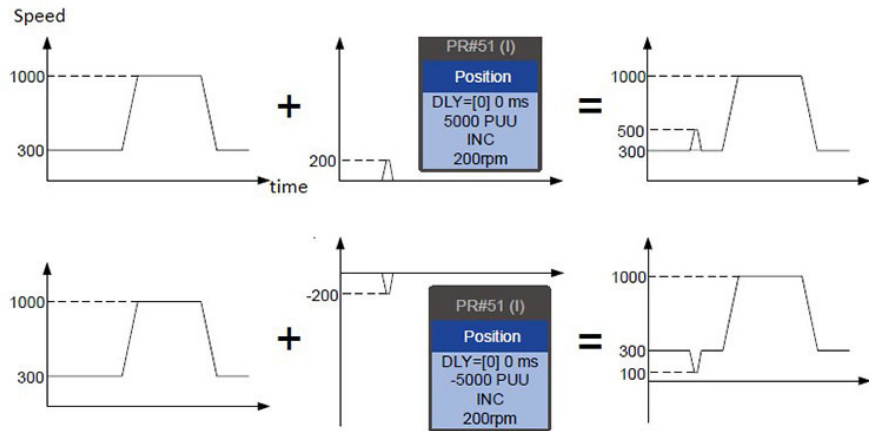 Speed
1000
300
time
+
200
PR#51 (I)
Position
DLY=[0] 0 ms
5000 PUU
INC
200rpm
=
1000
500
300
1000
300
+
-200
PR#51 (I)
Position
DLY=[0] 0 ms
-5000 PUU
INC
200rpm
=
1000
300
100